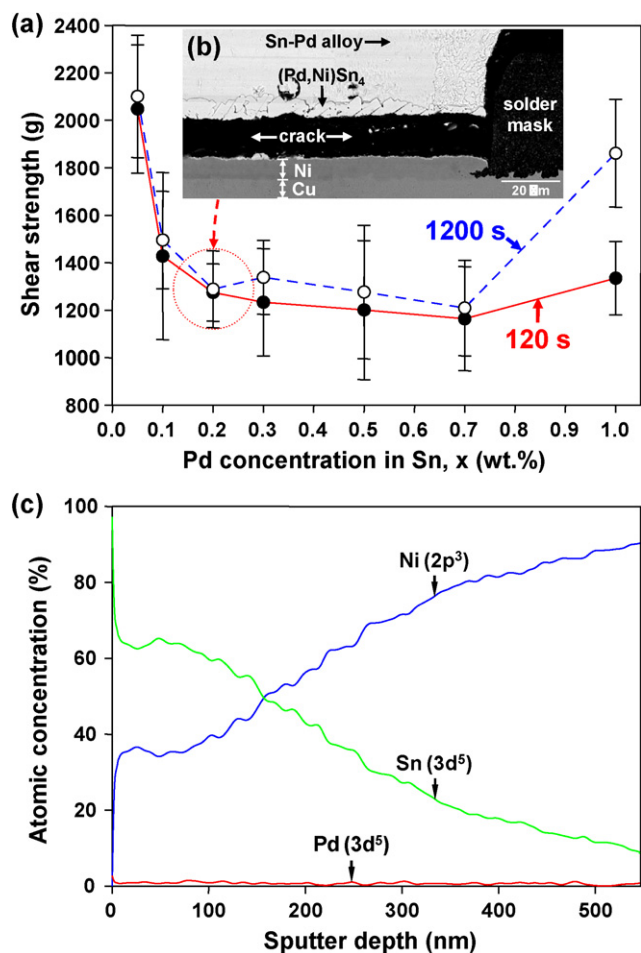 (a)
(b)
Sn-Pd alloy
(Pd,Ni)Sn4
crack
solder
mask
Ni
Cu
1200 s
120 s
Shear strength (g)
2400
2200
2000
1800
1600
1400
1200
1000
800
0.0 0.1 0.2 0.3 0.4 0.5 0.6 0.7 0.8 0.9 1.0
Pd concentration in Sn, x (wt.%)
(c)
Atomic concentration (%)
100
80
60
40
20
0
Ni (2p³)
Sn (3d⁵)
Pd (3d⁵)
0 100 200 300 400 500
Sputter depth (nm)